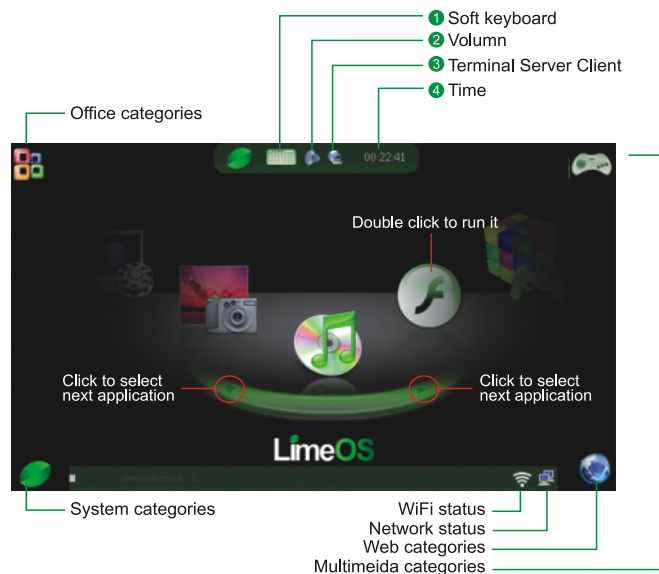 1 Soft keyboard
2 Volumn
3 Terminal Server Client
4 Time
Office categories
00:22:41
Double click to run it
Click to select
next application
Click to select
next application
LimeOS
System categories
WiFi status
Network status
Web categories
Multimeida categories